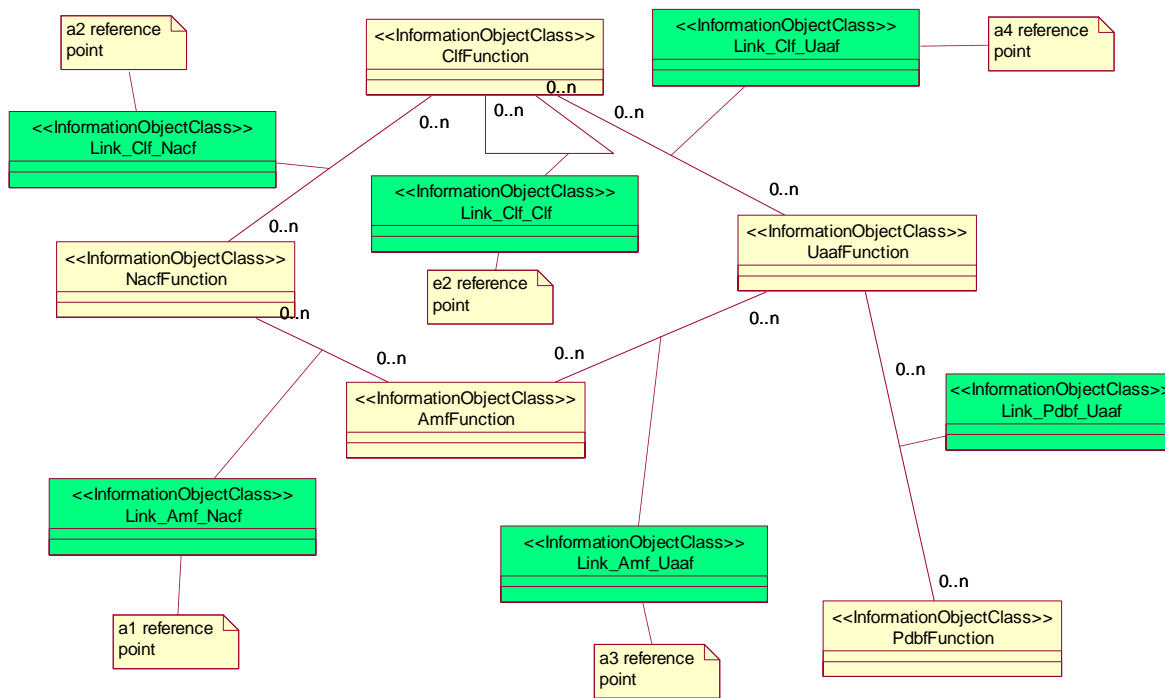 a2 reference
point
<<InformationObjectClass>>
ClfFunction
<<InformationObjectClass>>
Link_Clf_Uaaf
a4 reference
point
0..n
0..n
0..n
0..n
<<InformationObjectClass>>
Link_Clf_Nacf
<<InformationObjectClass>>
Link_Clf_Clf
0..n
0..n
<<InformationObjectClass>>
NacfFunction
<<InformationObjectClass>>
UaafFunction
e2 reference
point
0..n
0..n
0..n
0..n
0..n
<<InformationObjectClass>>
AmfFunction
<<InformationObjectClass>>
Link_Pdbf_Uaaf
<<InformationObjectClass>>
Link_Amf_Nacf
<<InformationObjectClass>>
Link_Amf_Uaaf
0..n
<<InformationObjectClass>>
PdbfFunction
a1 reference
point
a3 reference
point